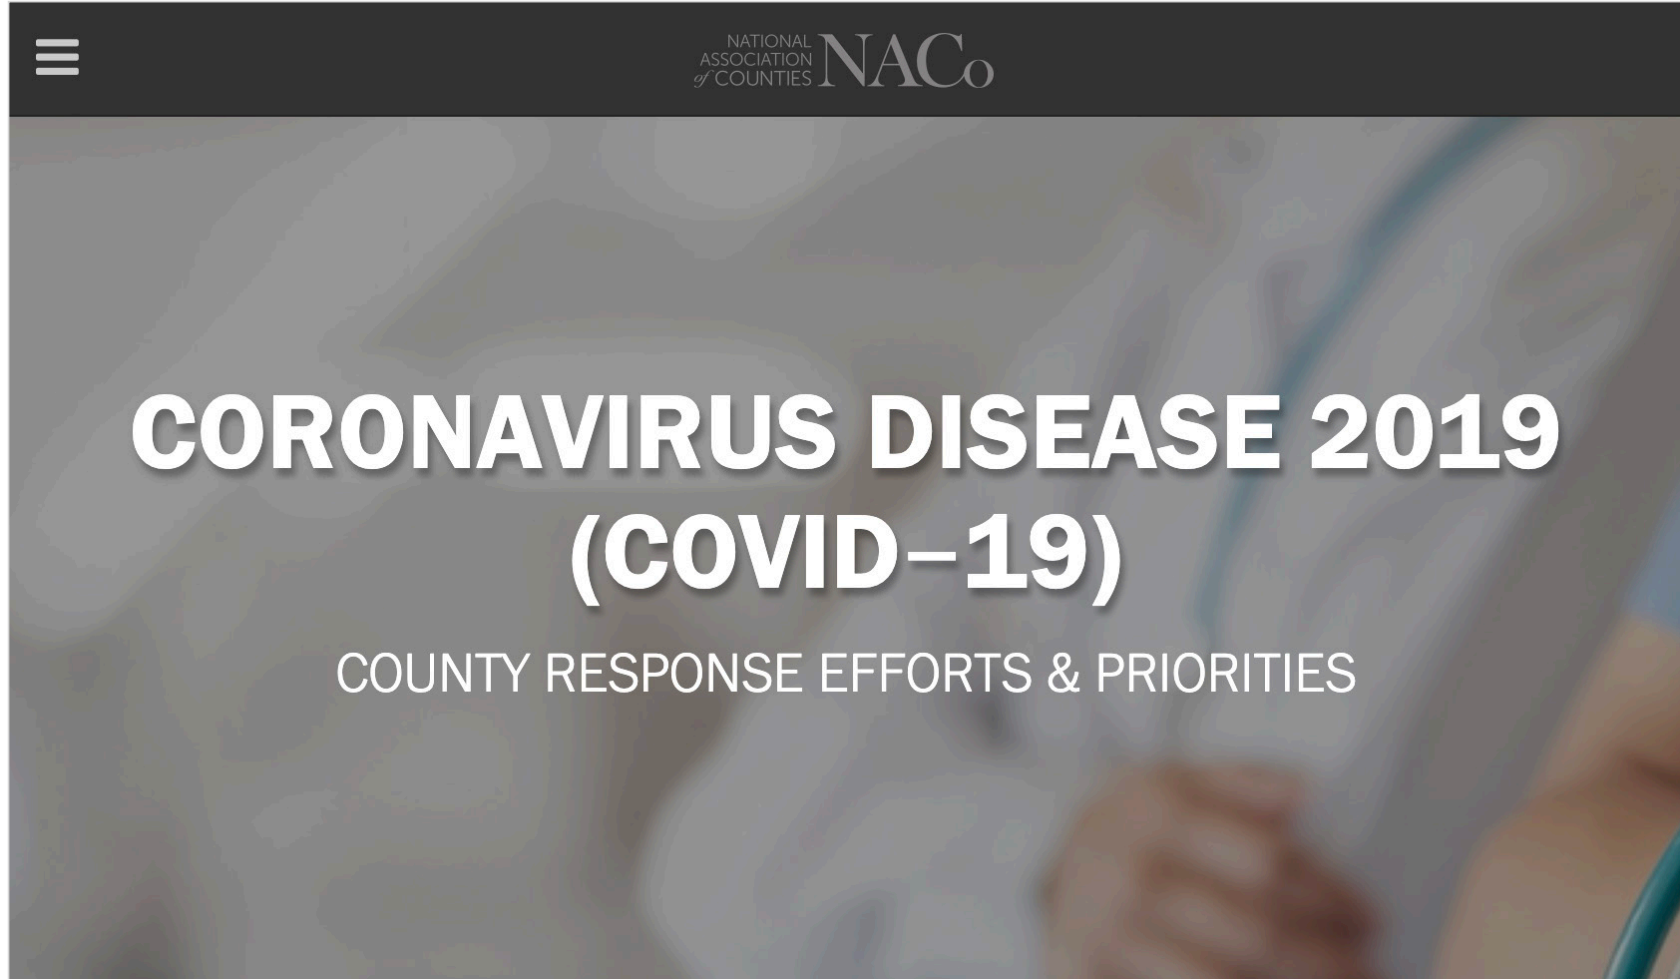 NATIONAL
ASSOCIATION
of COUNTIES
NACo
CORONAVIRUS DISEASE 2019
(COVID–19)
COUNTY RESPONSE EFFORTS & PRIORITIES